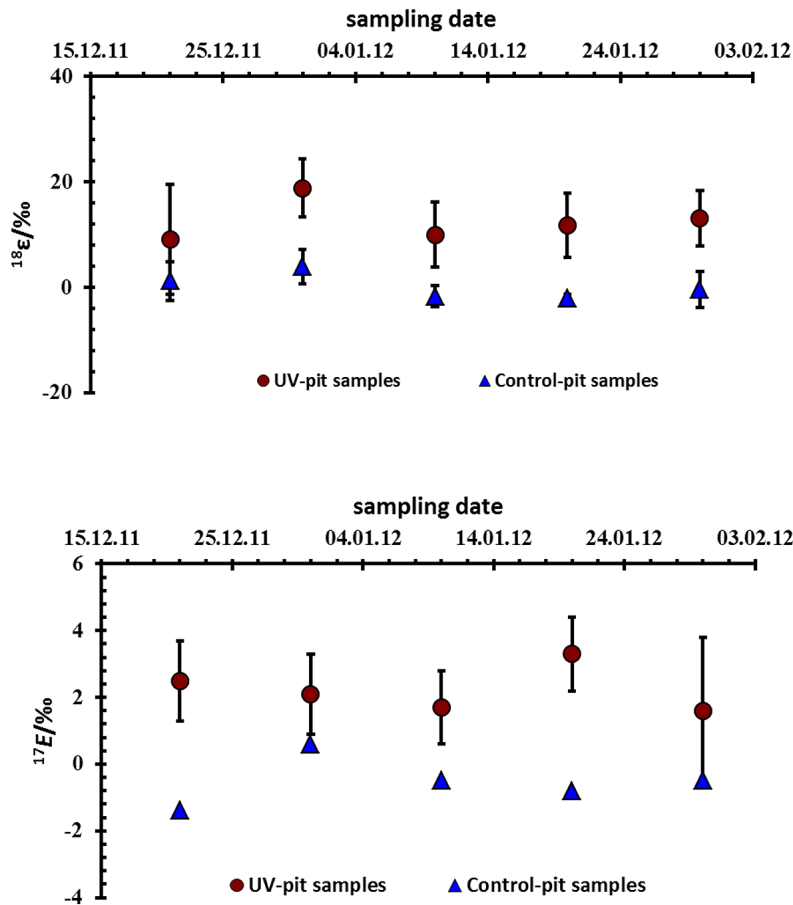 sampling date
15.12.11 25.12.11 04.01.12 14.01.12 24.01.12 03.02.12
40
20
¹⁸ε/‰
0
UV-pit samples Control-pit samples
-20
sampling date
15.12.11 25.12.11 04.01.12 14.01.12 24.01.12 03.02.12
6
4
2
¹⁷E/‰
0
-2
UV-pit samples Control-pit samples
-4